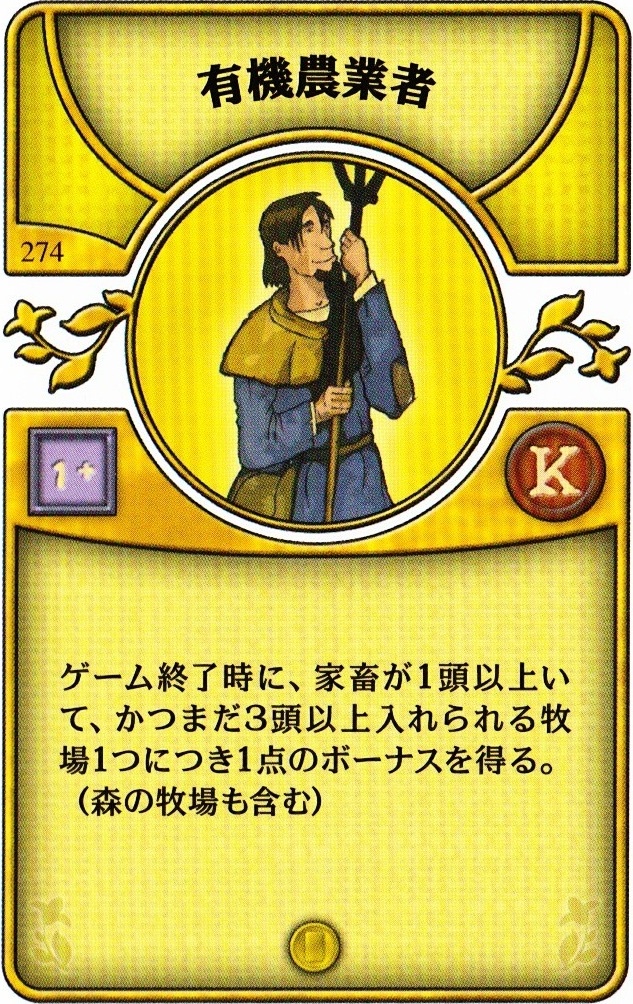 有機農業者
274
1+
K
ゲーム終了時に、家畜が1頭以上い
て、かつまだ3頭以上入れられる牧
場1つにつき1点のボーナスを得る。
（森の牧場も含む）